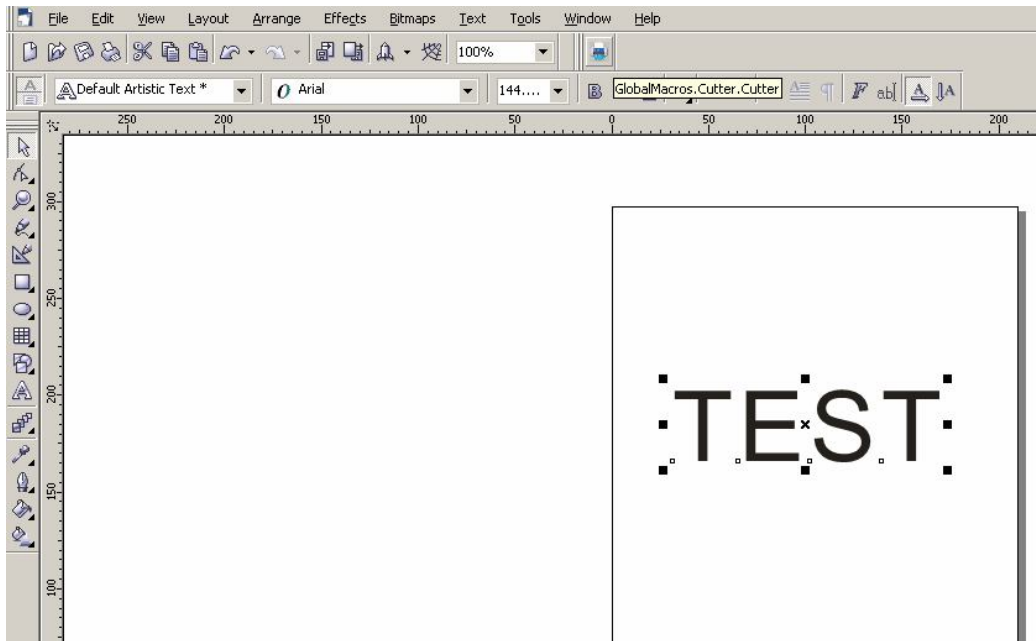 File Edit View Layout Arrange Effects Bitmaps Text Tools Window Help
100%
Default Artistic Text * Arial 144.... B GlobalMacros.Cutter.Cutter F ab A A
250 200 150 100 50 0 50 100 150 200
300
250
200
TEST
150
100